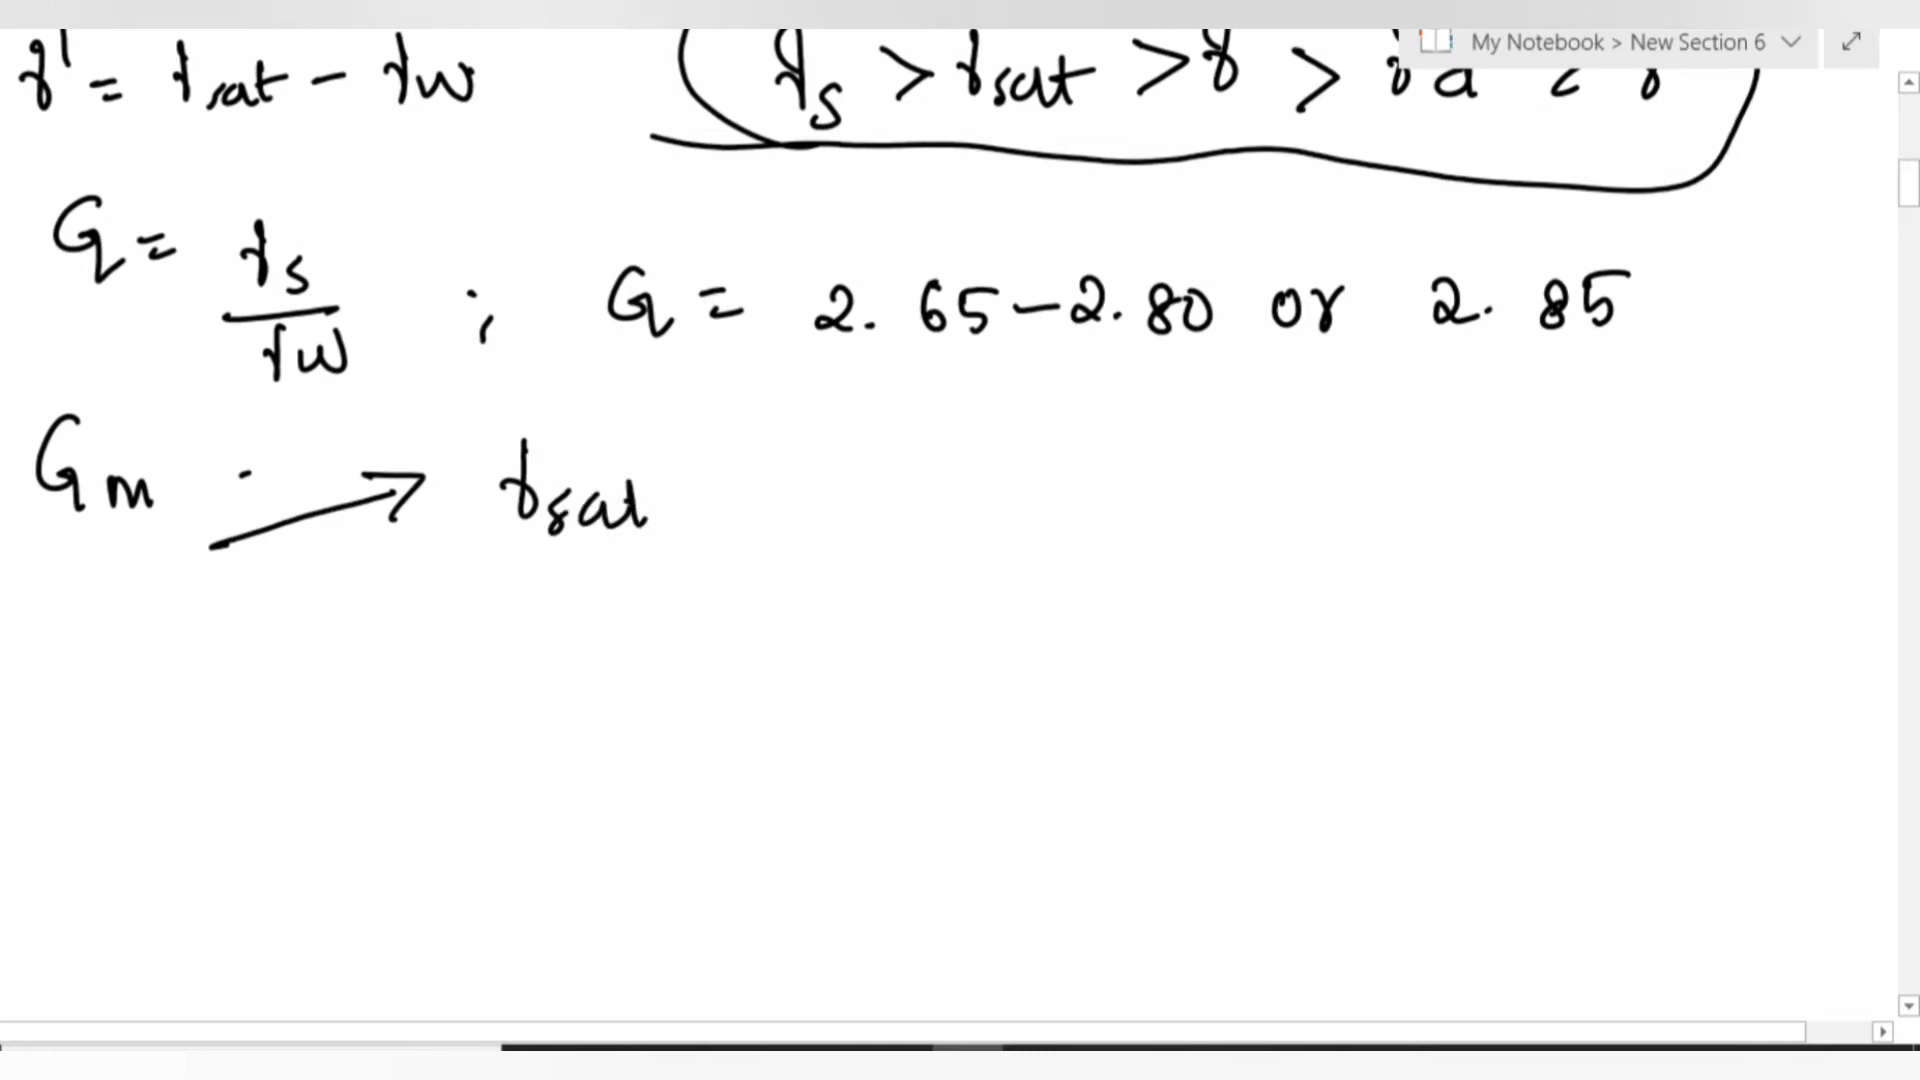 My Notebook > New Section 6
γ' = γsat - γw    γs > γsat > γ > γd
G = γs/γw ; G = 2.65-2.80 or 2.85
Gm → γsat